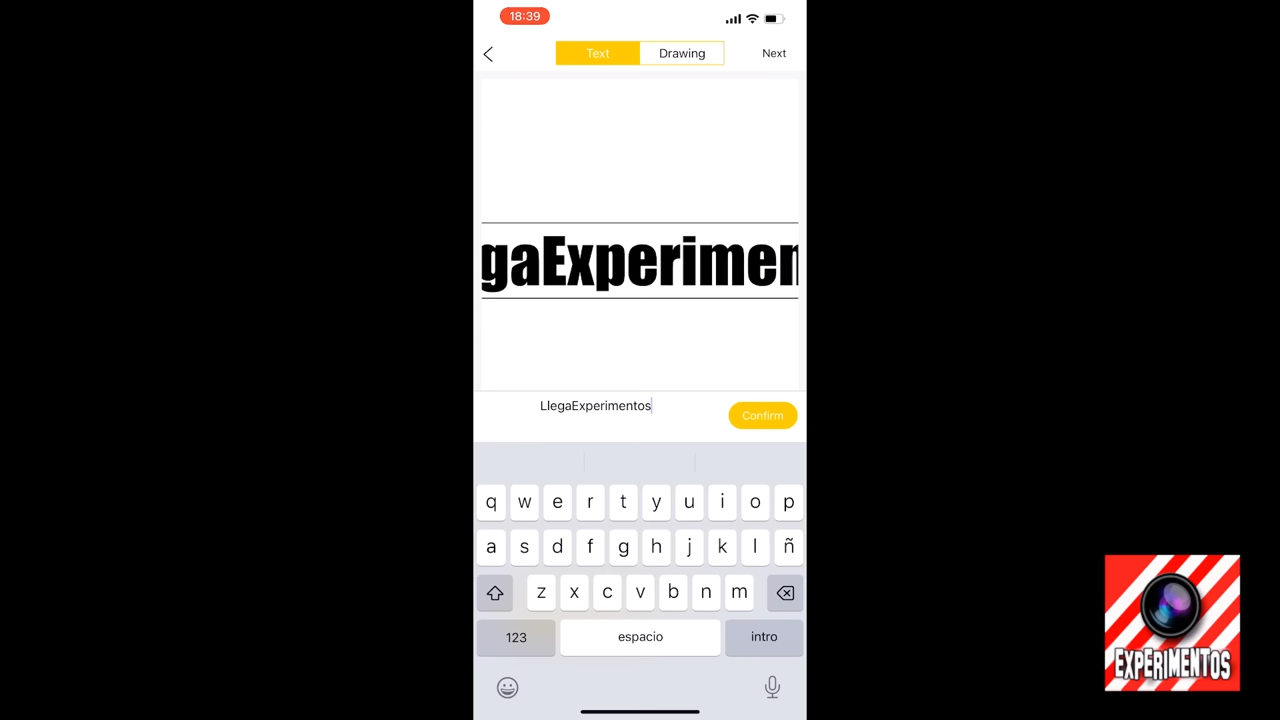 18:39
Text Drawing Next
gaExperimen
LlegaExperimentos
Confirm
q w e r t y u i o p
a s d f g h j k l ñ
z x c v b n m
123 espacio intro
EXPERIMENTOS